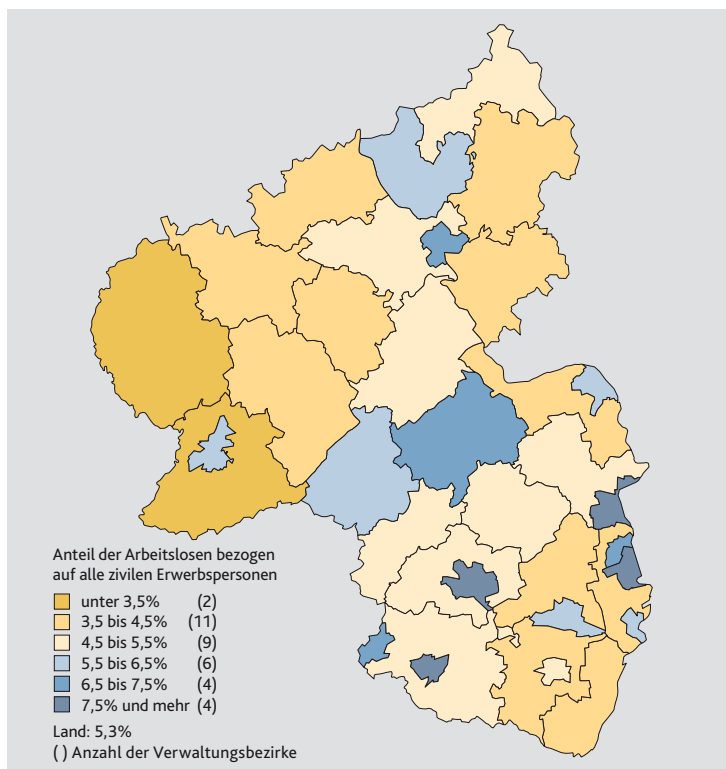 Anteil der Arbeitslosen bezogen
auf alle zivilen Erwerbspersonen
unter 3,5% (2)
3,5 bis 4,5% (11)
4,5 bis 5,5% (9)
5,5 bis 6,5% (6)
6,5 bis 7,5% (4)
7,5% und mehr (4)
Land: 5,3%
( ) Anzahl der Verwaltungsbezirke